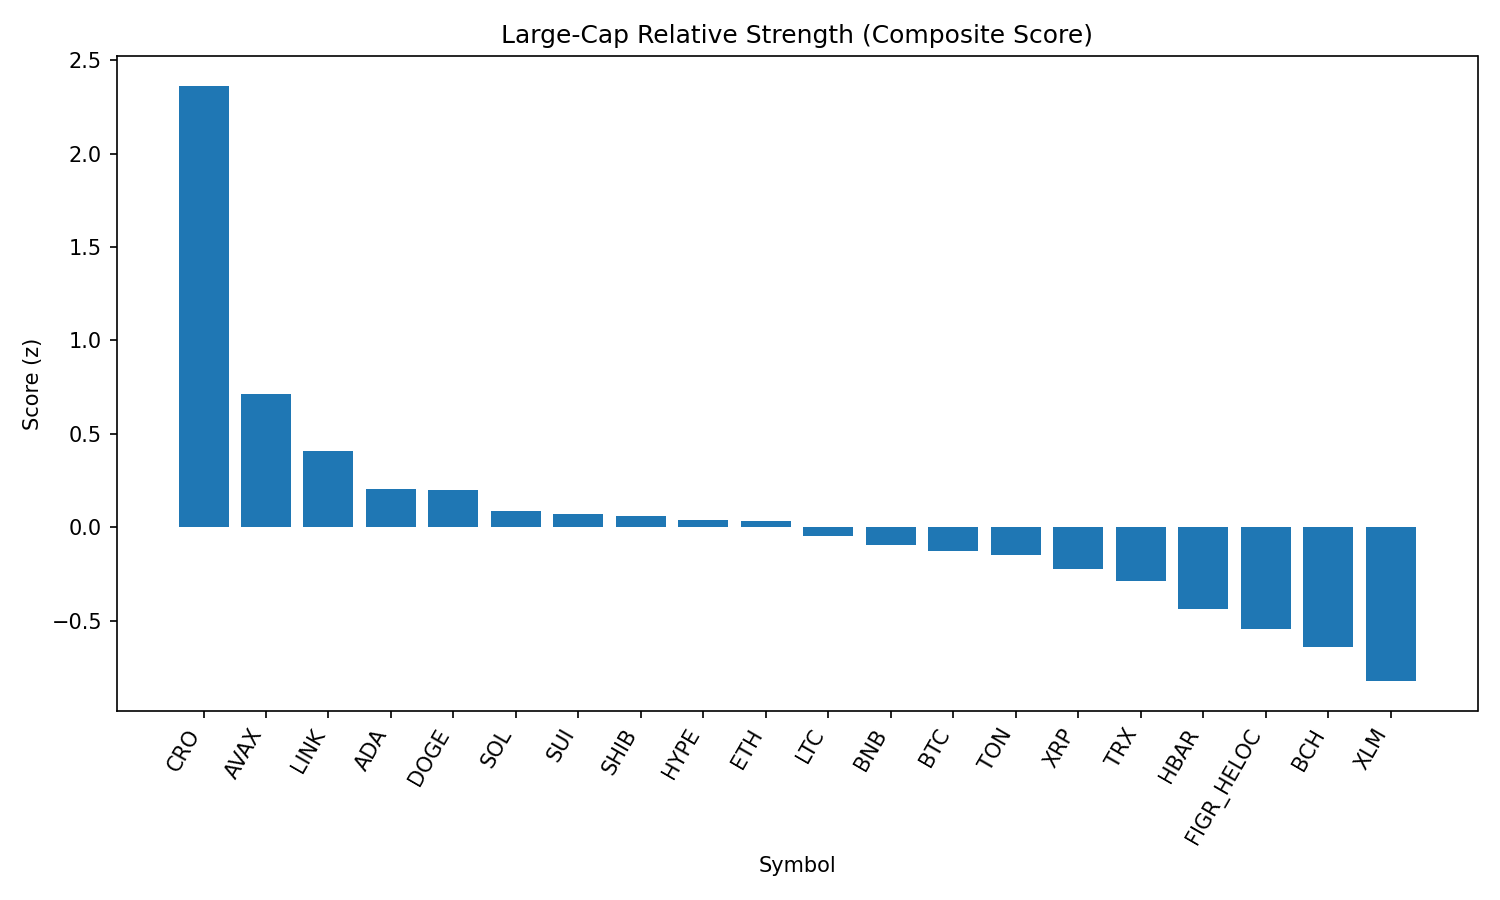 Large-Cap Relative Strength (Composite Score)
Score (z)
2.5
2.0
1.5
1.0
0.5
0.0
−0.5
CRO
AVAX
LINK
ADA
DOGE
SOL
SUI
SHIB
HYPE
ETH
LTC
BNB
BTC
TON
XRP
TRX
HBAR
FIGR_HELOC
BCH
XLM
Symbol